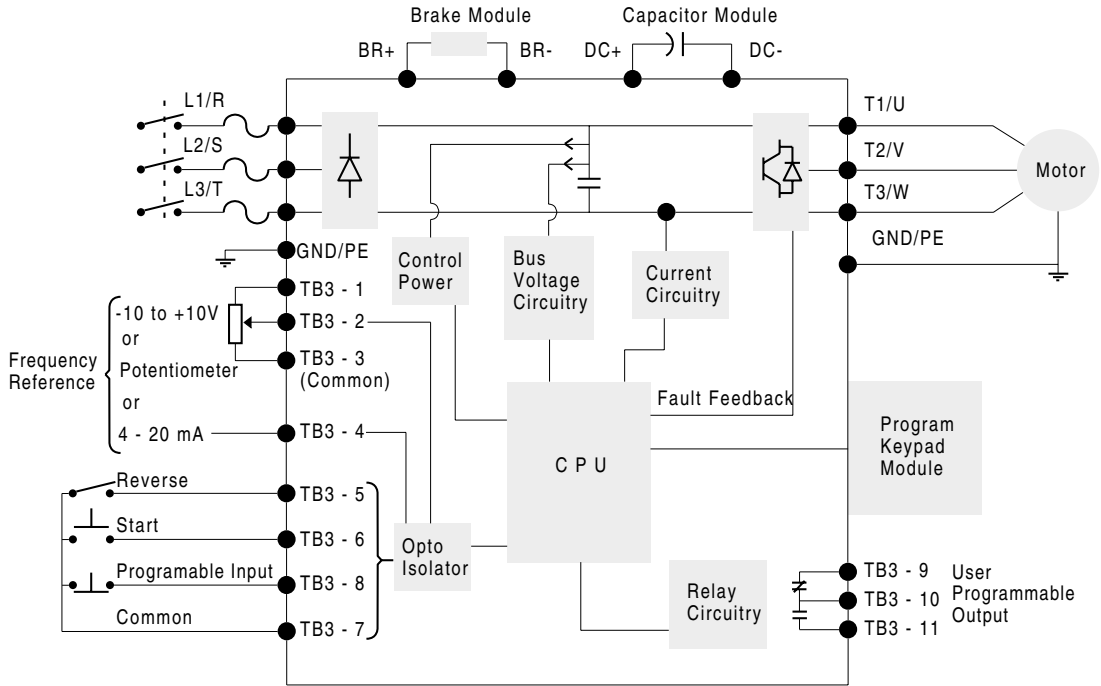 Brake Module
Capacitor Module
BR+
BR-
DC+
DC-
L1/R
T1/U
L2/S
T2/V
Motor
L3/T
T3/W
GND/PE
GND/PE
Control
Power
Bus
Voltage
Circuitry
Current
Circuitry
TB3 - 1
-10 to +10V
TB3 - 2
or
Frequency
Reference
TB3 - 3
(Common)
Potentiometer
or
Fault Feedback
4 - 20 mA
TB3 - 4
C P U
Program
Keypad
Module
Reverse
TB3 - 5
Start
TB3 - 6
Opto
Isolator
Programable Input
TB3 - 8
Common
TB3 - 7
Relay
Circuitry
TB3 - 9
TB3 - 10
TB3 - 11
User
Programmable
Output